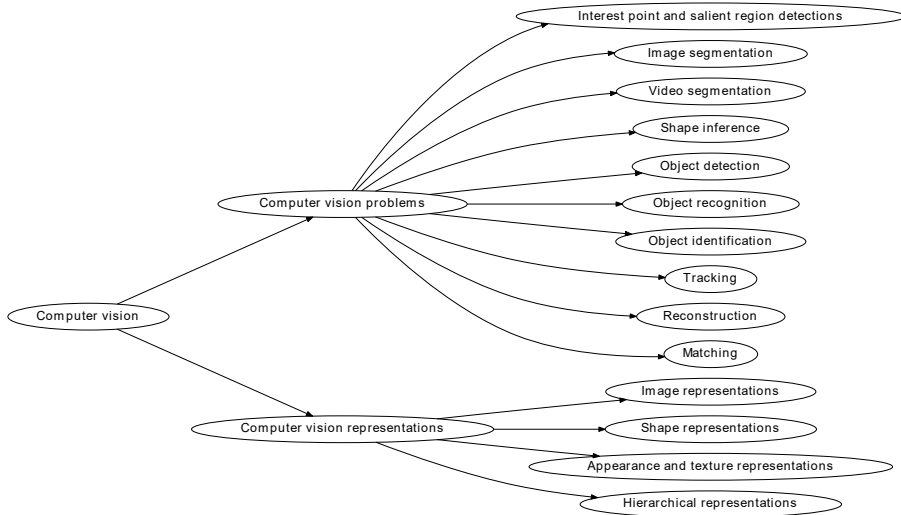 Interest point and salient region detections
Image segmentation
Video segmentation
Shape inference
Object detection
Computer vision problems
Object recognition
Object identification
Tracking
Computer vision
Reconstruction
Matching
Image representations
Computer vision representations
Shape representations
Appearance and texture representations
Hierarchical representations